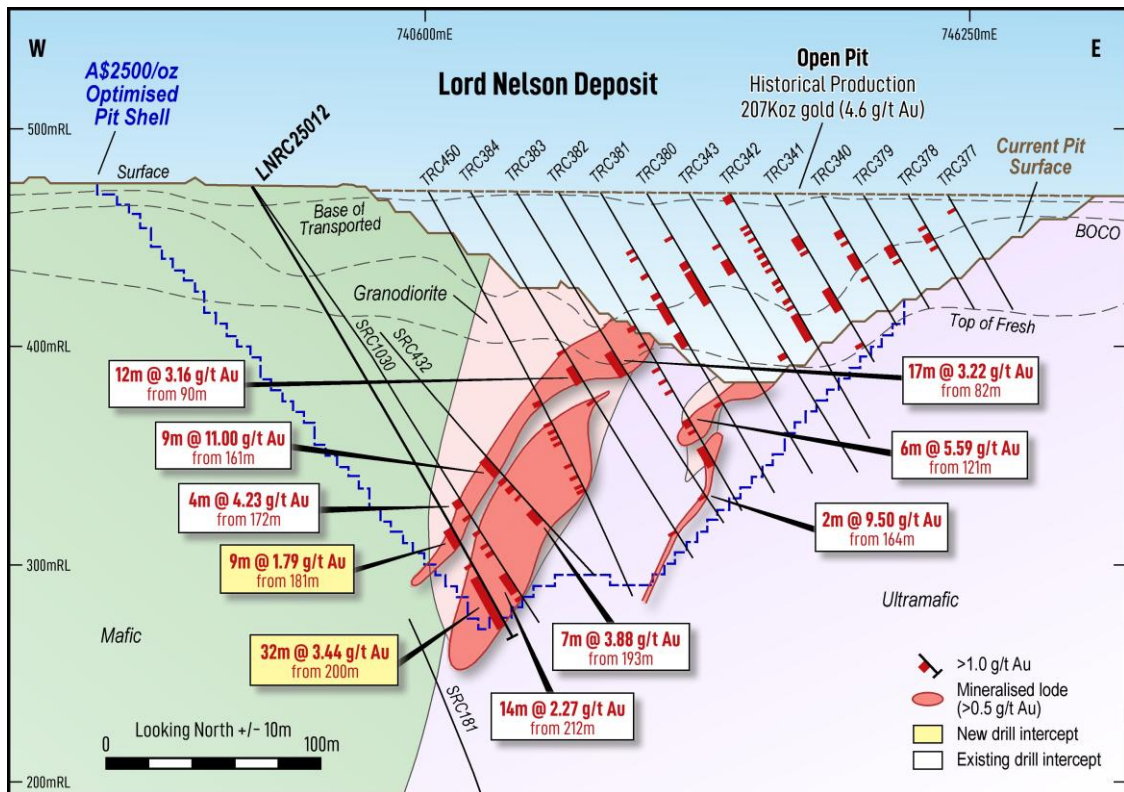 740600mE
746250mE
W
E
A$2500/oz
Optimised
Pit Shell
Lord Nelson Deposit
Open Pit
Historical Production
207Koz gold (4.6 g/t Au)
500mRL
LNRC25012
TRC450
TRC384
TRC383
TRC382
TRC381
TRC380
TRC343
TRC342
TRC341
TRC340
TRC379
TRC378
TRC377
Current Pit
Surface
Surface
Base of
Transported
BOCO
Granodiorite
Top of Fresh
SRC1030
SRC432
400mRL
12m @ 3.16 g/t Au
from 90m
17m @ 3.22 g/t Au
from 82m
9m @ 11.00 g/t Au
from 161m
6m @ 5.59 g/t Au
from 121m
4m @ 4.23 g/t Au
from 172m
2m @ 9.50 g/t Au
from 164m
9m @ 1.79 g/t Au
from 181m
300mRL
Mafic
Ultramafic
32m @ 3.44 g/t Au
from 200m
7m @ 3.88 g/t Au
from 193m
14m @ 2.27 g/t Au
from 212m
SRC181
Looking North +/- 10m
0
100m
>1.0 g/t Au
Mineralised lode
(>0.5 g/t Au)
New drill intercept
Existing drill intercept
200mRL